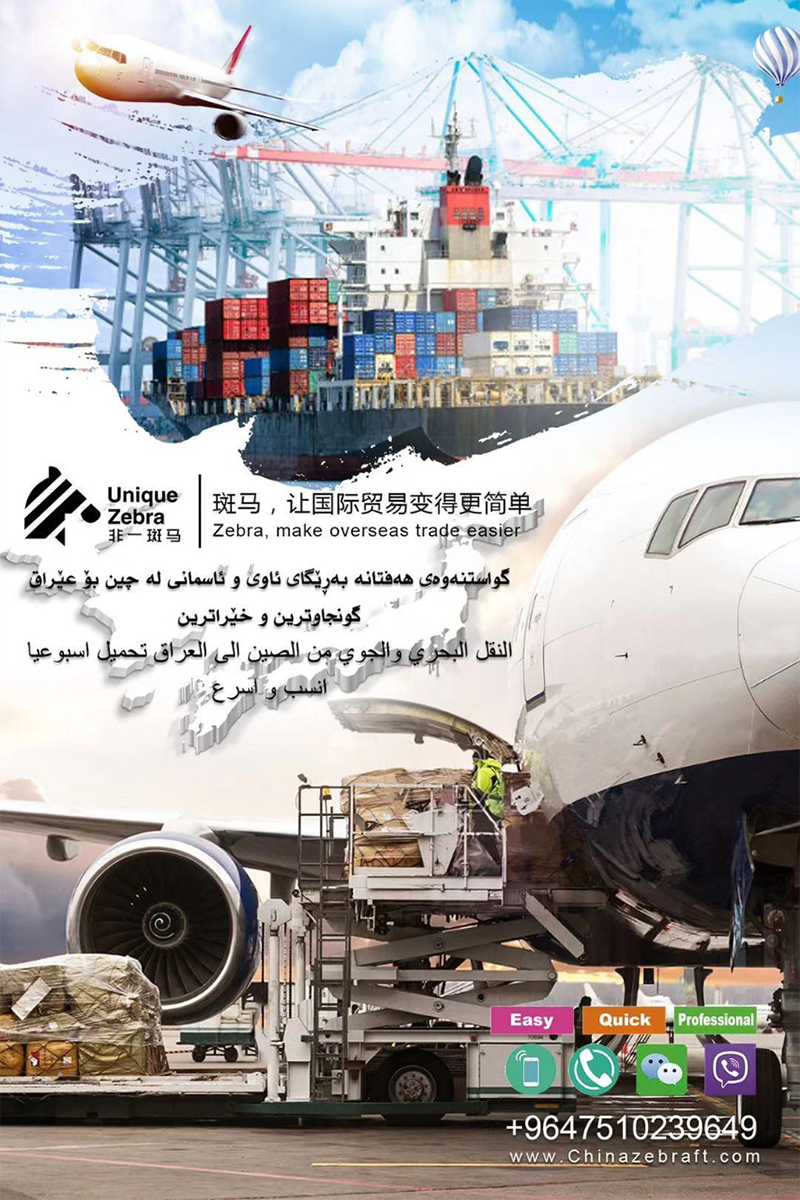 Unique
Zebra
非一斑马
斑马，让国际贸易变得更简单
Zebra, make overseas trade easier
گواستنەوەی هەفتانە بەڕێگای ئاوی و ئاسمانی لە چین بۆ عێراق
گونجاوترین و خێراترین
النقل البحري والجوي من الصين الى العراق تحميل اسبوعيا
انسب و اسرع
Easy
Quick
Professional
+9647510239649
www.Chinazebraft.com